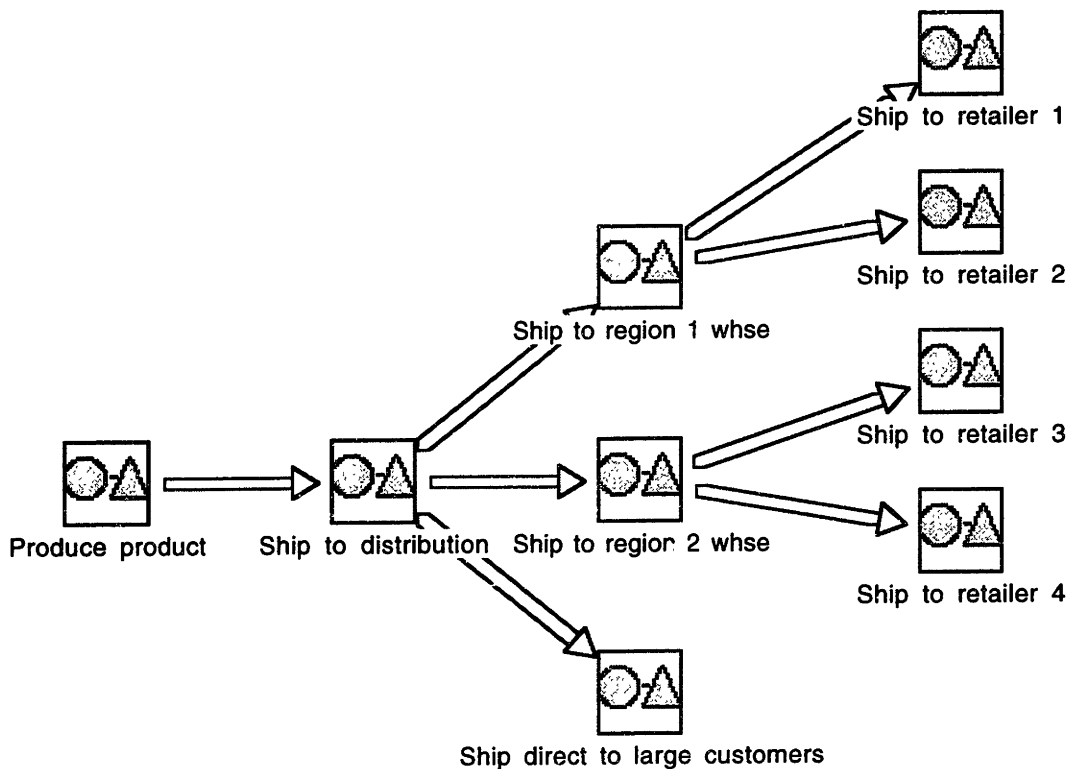 Ship to retailer 1
Ship to retailer 2
Ship to region 1 whse
Ship to retailer 3
Produce product
Ship to distribution
Ship to region 2 whse
Ship to retailer 4
Ship direct to large customers